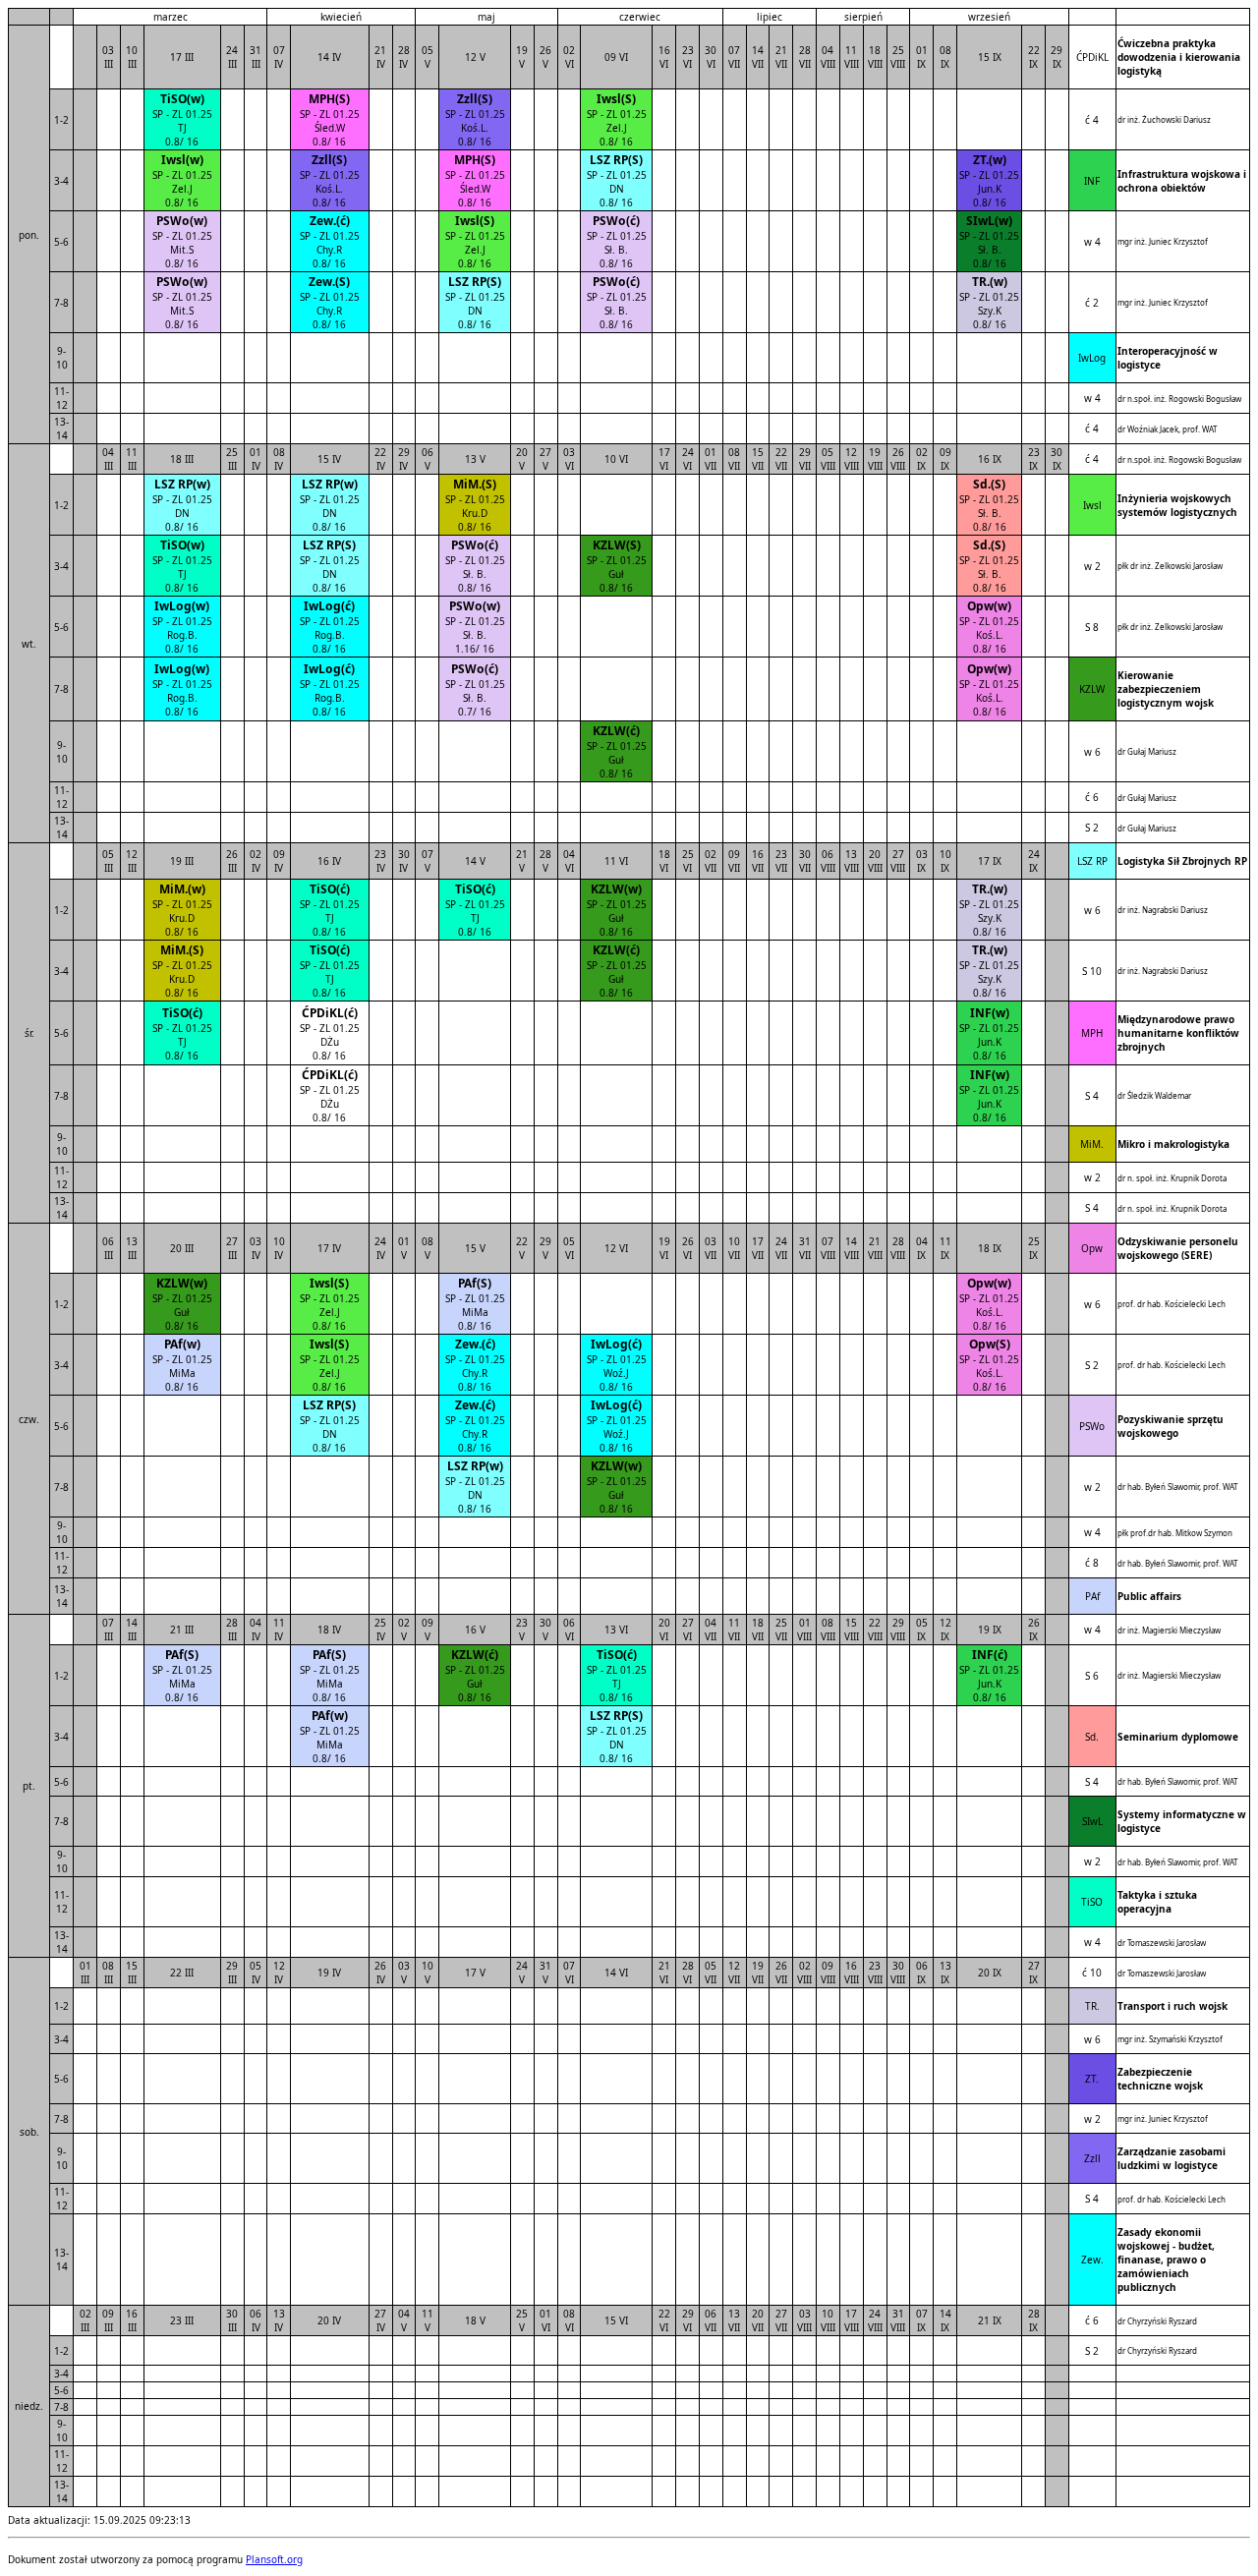 marzec kwiecień maj czerwiec lipiec sierpień wrzesień
pon.
03 III 10 III 17 III 24 III 31 III 07 IV 14 IV 21 IV 28 IV 05 V 12 V 19 V 26 V 02 VI 09 VI 16 VI 23 VI 30 VI 07 VII 14 VII 21 VII 28 VII 04 VIII 11 VIII 18 VIII 25 VIII 01 IX 08 IX 15 IX 22 IX 29 IX ĆPDiKL Ćwiczebna praktyka dowodzenia i kierowania logistyką
1-2 TiSO(w) MPH(S) Zzll(S) Iwsl(S)
SP - ZL 01.25 SP - ZL 01.25 SP - ZL 01.25 SP - ZL 01.25 ć 4 dr inż. Żuchowski Dariusz
TJ Śled.W Koś.L. Zel.J
0.8/ 16 0.8/ 16 0.8/ 16 0.8/ 16
3-4 Iwsl(w) Zzll(S) MPH(S) LSZ RP(S) ZT.(w)
SP - ZL 01.25 SP - ZL 01.25 SP - ZL 01.25 SP - ZL 01.25 SP - ZL 01.25 INF Infrastruktura wojskowa i ochrona obiektów
Zel.J Koś.L. Śled.W DN Jun.K
0.8/ 16 0.8/ 16 0.8/ 16 0.8/ 16 0.8/ 16
5-6 PSWo(w) Zew.(ć) Iwsl(S) PSWo(ć) SIwL(w)
SP - ZL 01.25 SP - ZL 01.25 SP - ZL 01.25 SP - ZL 01.25 SP - ZL 01.25 w 4 mgr inż. Juniec Krzysztof
Mit.S Chy.R Zel.J Sł. B. Sł. B.
0.8/ 16 0.8/ 16 0.8/ 16 0.8/ 16 0.8/ 16
7-8 PSWo(w) Zew.(S) LSZ RP(S) PSWo(ć) TR.(w)
SP - ZL 01.25 SP - ZL 01.25 SP - ZL 01.25 SP - ZL 01.25 SP - ZL 01.25 ć 2 mgr inż. Juniec Krzysztof
Mit.S Chy.R DN Sł. B. Szy.K
0.8/ 16 0.8/ 16 0.8/ 16 0.8/ 16 0.8/ 16
9-10 IwLog Interoperacyjność w logistyce
11-12 w 4 dr n.społ. inż. Rogowski Bogusław
13-14 ć 4 dr Woźniak Jacek, prof. WAT
wt.
04 III 11 III 18 III 25 III 01 IV 08 IV 15 IV 22 IV 29 IV 06 V 13 V 20 V 27 V 03 VI 10 VI 17 VI 24 VI 01 VII 08 VII 15 VII 22 VII 29 VII 05 VIII 12 VIII 19 VIII 26 VIII 02 IX 09 IX 16 IX 23 IX 30 IX ć 4 dr n.społ. inż. Rogowski Bogusław
1-2 LSZ RP(w) LSZ RP(w) MiM.(S) Sd.(S)
SP - ZL 01.25 SP - ZL 01.25 SP - ZL 01.25 SP - ZL 01.25 Iwsl Inżynieria wojskowych systemów logistycznych
DN DN Kru.D Sł. B.
0.8/ 16 0.8/ 16 0.8/ 16 0.8/ 16
3-4 TiSO(w) LSZ RP(S) PSWo(ć) KZLW(S) Sd.(S)
SP - ZL 01.25 SP - ZL 01.25 SP - ZL 01.25 SP - ZL 01.25 SP - ZL 01.25 w 2 płk dr inż. Zelkowski Jarosław
TJ DN Sł. B. Guł Sł. B.
0.8/ 16 0.8/ 16 0.8/ 16 0.8/ 16 0.8/ 16
5-6 IwLog(w) IwLog(ć) PSWo(w) Opw(w)
SP - ZL 01.25 SP - ZL 01.25 SP - ZL 01.25 SP - ZL 01.25 S 8 płk dr inż. Zelkowski Jarosław
Rog.B. Rog.B. Sł. B. Koś.L.
0.8/ 16 0.8/ 16 1.16/ 16 0.8/ 16
7-8 IwLog(w) IwLog(ć) PSWo(ć) Opw(w)
SP - ZL 01.25 SP - ZL 01.25 SP - ZL 01.25 SP - ZL 01.25 KZLW Kierowanie zabezpieczeniem logistycznym wojsk
Rog.B. Rog.B. Sł. B. Koś.L.
0.8/ 16 0.8/ 16 0.7/ 16 0.8/ 16
9-10 KZLW(ć)
SP - ZL 01.25 w 6 dr Gułaj Mariusz
Guł
0.8/ 16
11-12 ć 6 dr Gułaj Mariusz
13-14 S 2 dr Gułaj Mariusz
śr.
05 III 12 III 19 III 26 III 02 IV 09 IV 16 IV 23 IV 30 IV 07 V 14 V 21 V 28 V 04 VI 11 VI 18 VI 25 VI 02 VII 09 VII 16 VII 23 VII 30 VII 06 VIII 13 VIII 20 VIII 27 VIII 03 IX 10 IX 17 IX 24 IX LSZ RP Logistyka Sił Zbrojnych RP
1-2 MiM.(w) TiSO(ć) TiSO(ć) KZLW(w) TR.(w)
SP - ZL 01.25 SP - ZL 01.25 SP - ZL 01.25 SP - ZL 01.25 SP - ZL 01.25 w 6 dr inż. Nagrabski Dariusz
Kru.D TJ TJ Guł Szy.K
0.8/ 16 0.8/ 16 0.8/ 16 0.8/ 16 0.8/ 16
3-4 MiM.(S) TiSO(ć) KZLW(ć) TR.(w)
SP - ZL 01.25 SP - ZL 01.25 SP - ZL 01.25 SP - ZL 01.25 S 10 dr inż. Nagrabski Dariusz
Kru.D TJ Guł Szy.K
0.8/ 16 0.8/ 16 0.8/ 16 0.8/ 16
5-6 TiSO(ć) ĆPDiKL(ć) INF(w)
SP - ZL 01.25 SP - ZL 01.25 SP - ZL 01.25 MPH Międzynarodowe prawo humanitarne konfliktów zbrojnych
TJ DŻu Jun.K
0.8/ 16 0.8/ 16 0.8/ 16
7-8 ĆPDiKL(ć) INF(w)
SP - ZL 01.25 SP - ZL 01.25 S 4 dr Śledzik Waldemar
DŻu Jun.K
0.8/ 16 0.8/ 16
9-10 MiM. Mikro i makrologistyka
11-12 w 2 dr n. społ. inż. Krupnik Dorota
13-14 S 4 dr n. społ. inż. Krupnik Dorota
czw.
06 III 13 III 20 III 27 III 03 IV 10 IV 17 IV 24 IV 01 V 08 V 15 V 22 V 29 V 05 VI 12 VI 19 VI 26 VI 03 VII 10 VII 17 VII 24 VII 31 VII 07 VIII 14 VIII 21 VIII 28 VIII 04 IX 11 IX 18 IX 25 IX Opw Odzyskiwanie personelu wojskowego (SERE)
1-2 KZLW(w) Iwsl(S) PAf(S) Opw(w)
SP - ZL 01.25 SP - ZL 01.25 SP - ZL 01.25 SP - ZL 01.25 w 6 prof. dr hab. Kościelecki Lech
Guł Zel.J MiMa Koś.L.
0.8/ 16 0.8/ 16 0.8/ 16 0.8/ 16
3-4 PAf(w) Iwsl(S) Zew.(ć) IwLog(ć) Opw(S)
SP - ZL 01.25 SP - ZL 01.25 SP - ZL 01.25 SP - ZL 01.25 SP - ZL 01.25 S 2 prof. dr hab. Kościelecki Lech
MiMa Zel.J Chy.R Woź.J Koś.L.
0.8/ 16 0.8/ 16 0.8/ 16 0.8/ 16 0.8/ 16
5-6 LSZ RP(S) Zew.(ć) IwLog(ć)
SP - ZL 01.25 SP - ZL 01.25 SP - ZL 01.25 PSWo Pozyskiwanie sprzętu wojskowego
DN Chy.R Woź.J
0.8/ 16 0.8/ 16 0.8/ 16
7-8 LSZ RP(w) KZLW(w)
SP - ZL 01.25 SP - ZL 01.25 w 2 dr hab. Byłeń Slawomir, prof. WAT
DN Guł
0.8/ 16 0.8/ 16
9-10 w 4 płk prof.dr hab. Mitkow Szymon
11-12 ć 8 dr hab. Byłeń Slawomir, prof. WAT
13-14 PAf Public affairs
pt.
07 III 14 III 21 III 28 III 04 IV 11 IV 18 IV 25 IV 02 V 09 V 16 V 23 V 30 V 06 VI 13 VI 20 VI 27 VI 04 VII 11 VII 18 VII 25 VII 01 VIII 08 VIII 15 VIII 22 VIII 29 VIII 05 IX 12 IX 19 IX 26 IX w 4 dr inż. Magierski Mieczysław
1-2 PAf(S) PAf(S) KZLW(ć) TiSO(ć) INF(ć)
SP - ZL 01.25 SP - ZL 01.25 SP - ZL 01.25 SP - ZL 01.25 SP - ZL 01.25 S 6 dr inż. Magierski Mieczysław
MiMa MiMa Guł TJ Jun.K
0.8/ 16 0.8/ 16 0.8/ 16 0.8/ 16 0.8/ 16
3-4 PAf(w) LSZ RP(S)
SP - ZL 01.25 SP - ZL 01.25 Sd. Seminarium dyplomowe
MiMa DN
0.8/ 16 0.8/ 16
5-6 S 4 dr hab. Byłeń Slawomir, prof. WAT
7-8 SIwL Systemy informatyczne w logistyce
9-10 w 2 dr hab. Byłeń Slawomir, prof. WAT
11-12 TiSO Taktyka i sztuka operacyjna
13-14 w 4 dr Tomaszewski Jarosław
sob.
01 III 08 III 15 III 22 III 29 III 05 IV 12 IV 19 IV 26 IV 03 V 10 V 17 V 24 V 31 V 07 VI 14 VI 21 VI 28 VI 05 VII 12 VII 19 VII 26 VII 02 VIII 09 VIII 16 VIII 23 VIII 30 VIII 06 IX 13 IX 20 IX 27 IX ć 10 dr Tomaszewski Jarosław
1-2 TR. Transport i ruch wojsk
3-4 w 6 mgr inż. Szymański Krzysztof
5-6 ZT. Zabezpieczenie techniczne wojsk
7-8 w 2 mgr inż. Juniec Krzysztof
9-10 Zzll Zarządzanie zasobami ludzkimi w logistyce
11-12 S 4 prof. dr hab. Kościelecki Lech
13-14 Zew. Zasady ekonomii wojskowej - budżet, finanase, prawo o zamówieniach publicznych
niedz.
02 III 09 III 16 III 23 III 30 III 06 IV 13 IV 20 IV 27 IV 04 V 11 V 18 V 25 V 01 VI 08 VI 15 VI 22 VI 29 VI 06 VII 13 VII 20 VII 27 VII 03 VIII 10 VIII 17 VIII 24 VIII 31 VIII 07 IX 14 IX 21 IX 28 IX ć 6 dr Chyrzyński Ryszard
1-2 S 2 dr Chyrzyński Ryszard
3-4
5-6
7-8
9-10
11-12
13-14
Data aktualizacji: 15.09.2025 09:23:13
Dokument został utworzony za pomocą programu Plansoft.org